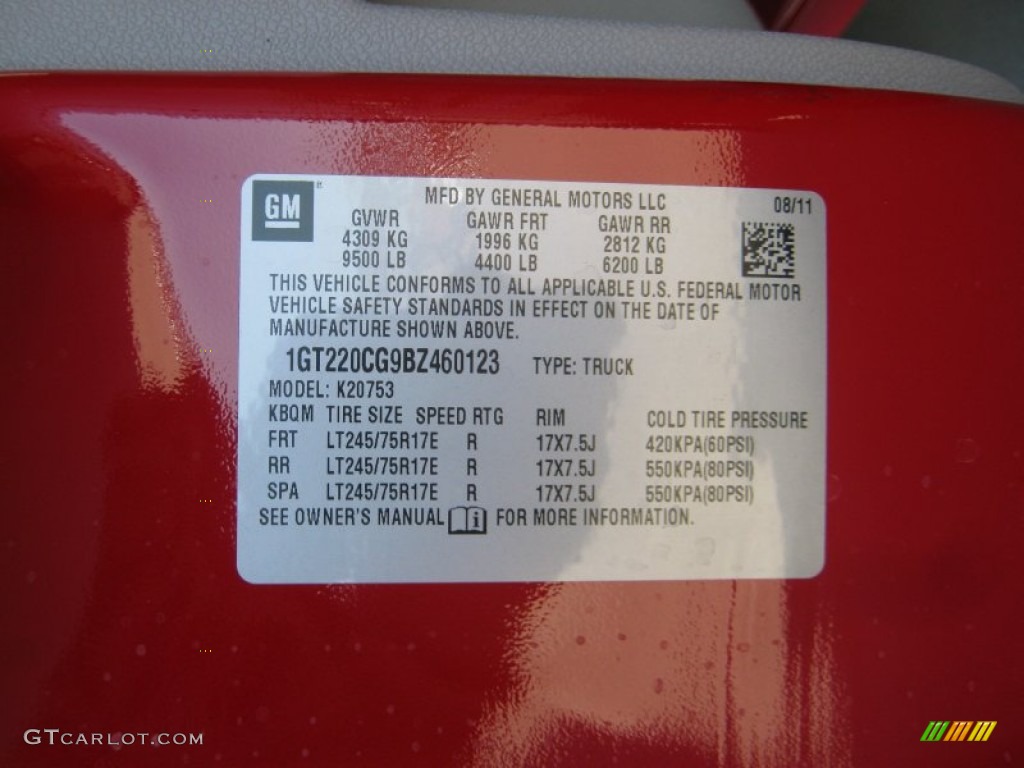 GM
MFD BY GENERAL MOTORS LLC 08/11
GVWR GAWR FRT GAWR RR
4309 KG 1996 KG 2812 KG
9500 LB 4400 LB 6200 LB
THIS VEHICLE CONFORMS TO ALL APPLICABLE U.S. FEDERAL MOTOR
VEHICLE SAFETY STANDARDS IN EFFECT ON THE DATE OF
MANUFACTURE SHOWN ABOVE.
1GT220CG9BZ460123 TYPE: TRUCK
MODEL: K20753
KBQM TIRE SIZE SPEED RTG RIM COLD TIRE PRESSURE
FRT LT245/75R17E R 17X7.5J 420KPA(60PSI)
RR LT245/75R17E R 17X7.5J 550KPA(80PSI)
SPA LT245/75R17E R 17X7.5J 550KPA(80PSI)
SEE OWNER'S MANUAL i FOR MORE INFORMATION.
GTCARLOT.COM